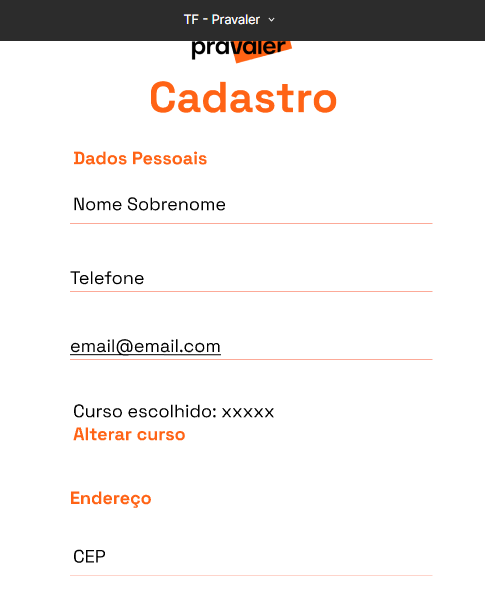 TF - Pravaler
pravaler
Cadastro
Dados Pessoais
Nome Sobrenome
Telefone
email@email.com
Curso escolhido: xxxxx
Alterar curso
Endereço
CEP